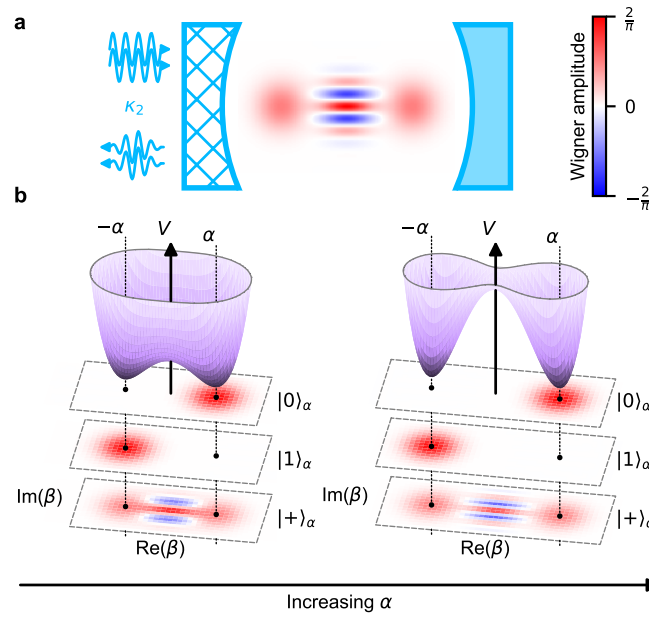 a
κ₂
Wigner amplitude
2/π
0
−2/π
b
−α
V
α
−α
V
α
|0⟩α
|1⟩α
|+⟩α
Im(β)
Re(β)
|0⟩α
|1⟩α
|+⟩α
Im(β)
Re(β)
Increasing α